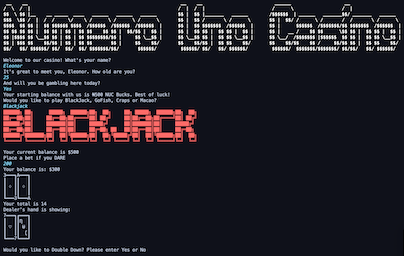 Numero Uno Casino
Welcome to our casino! What's your name?
Eleanor
It's great to meet you, Eleanor. How old are you?
25
And will you be gambling here today?
Yes
Your starting balance with us is N500 NUC Bucks. Best of luck!
Would you like to play BlackJack, GoFish, Craps or Macao?
Blackjack
BLACKJACK
Your current balance is $500
Place a bet if you DARE
200
Your balance is: $300
Your total is 14
Dealer's hand is showing:
Would you like to Double Down? Please enter Yes or No